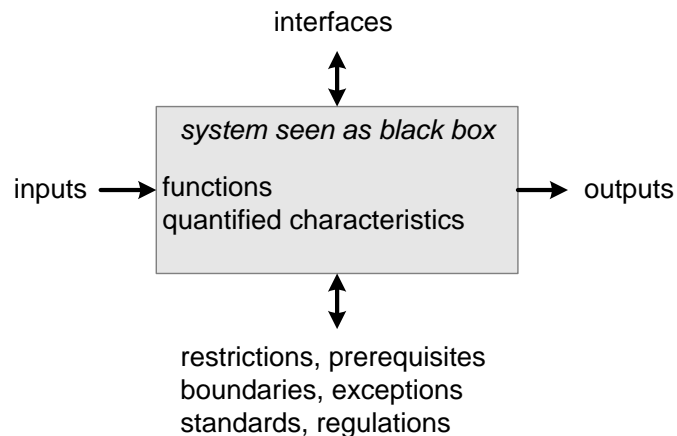 interfaces
system seen as black box
inputs
functions
quantified characteristics
outputs
restrictions, prerequisites
boundaries, exceptions
standards, regulations